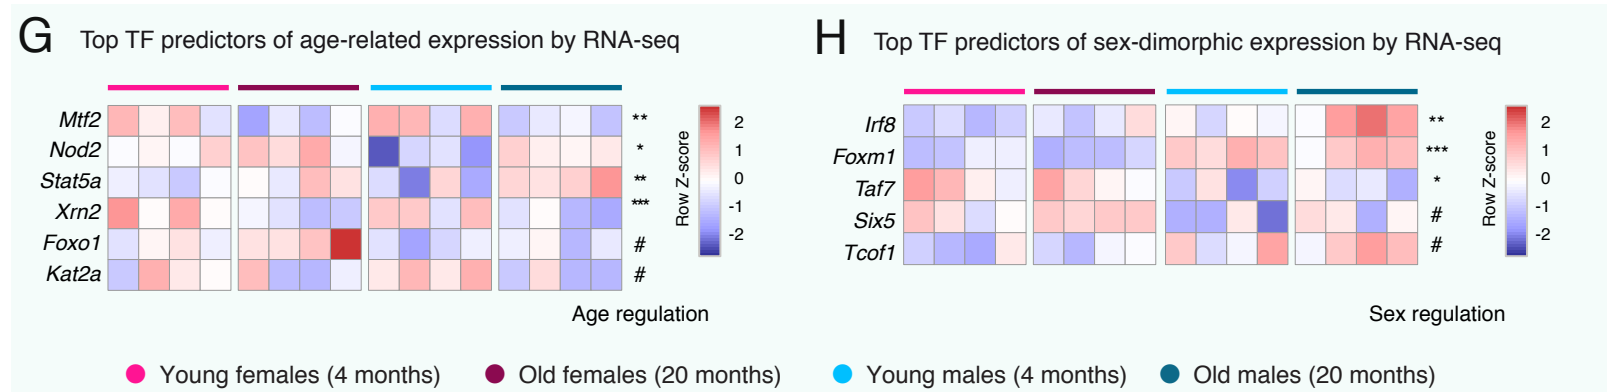 G Top TF predictors of age-related expression by RNA-seq
Mtf2 **
Nod2 *
Stat5a **
Xrn2 ***
Foxo1 #
Kat2a #
Row Z-score
2
1
0
-1
-2
Age regulation
H Top TF predictors of sex-dimorphic expression by RNA-seq
Irf8 **
Foxm1 ***
Taf7 *
Six5 #
Tcof1 #
Row Z-score
2
1
0
-1
-2
Sex regulation
Young females (4 months) Old females (20 months) Young males (4 months) Old males (20 months)